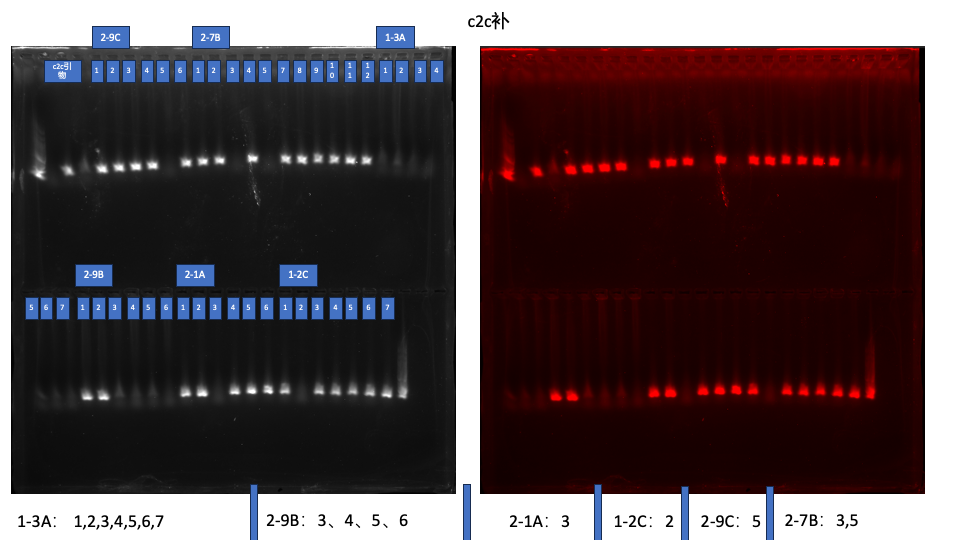 c2c补
2-9C 2-7B 1-3A
c2c引物 1 2 3 4 5 6 1 2 3 4 5 7 8 9 10 11 12 1 2 3 4
2-9B 2-1A 1-2C
5 6 7 1 2 3 4 5 6 1 2 3 4 5 6 1 2 3 4 5 6 7
1-3A： 1,2,3,4,5,6,7 2-9B：3、4、5、6 2-1A：3 1-2C：2 2-9C：5 2-7B：3,5